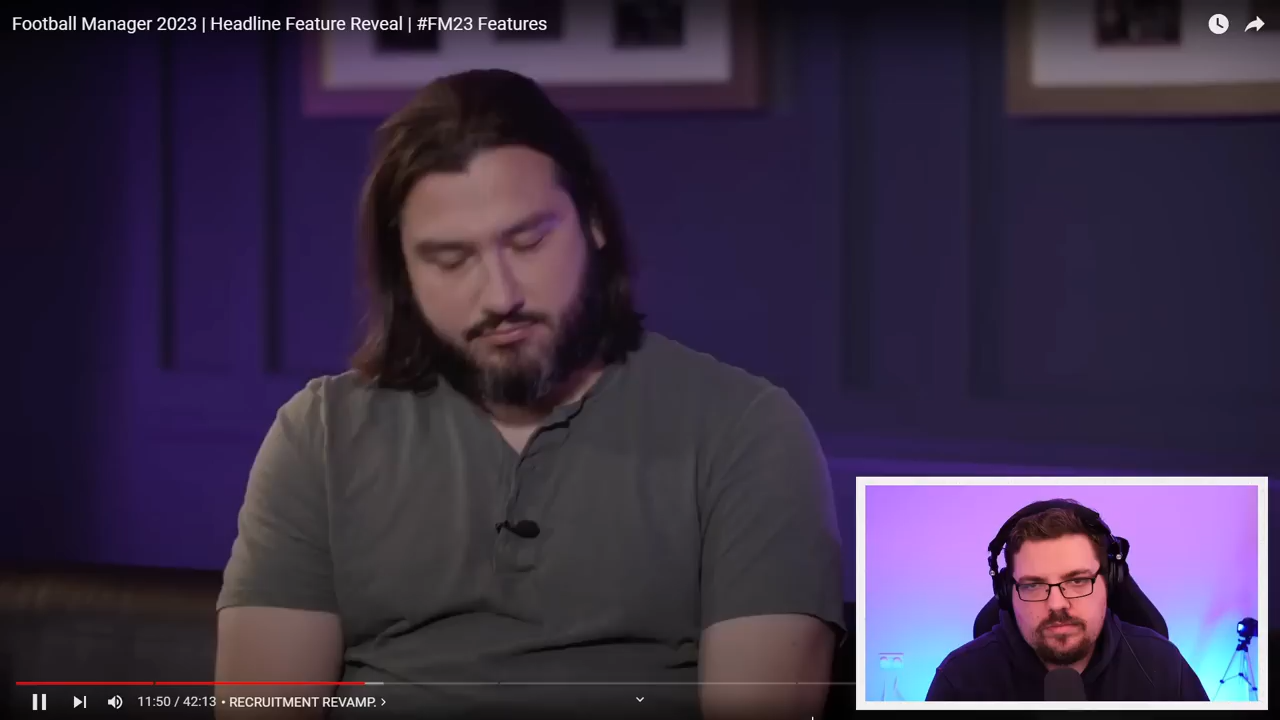 Football Manager 2023 | Headline Feature Reveal | #FM23 Features
11:50 / 42:13 • RECRUITMENT REVAMP. >